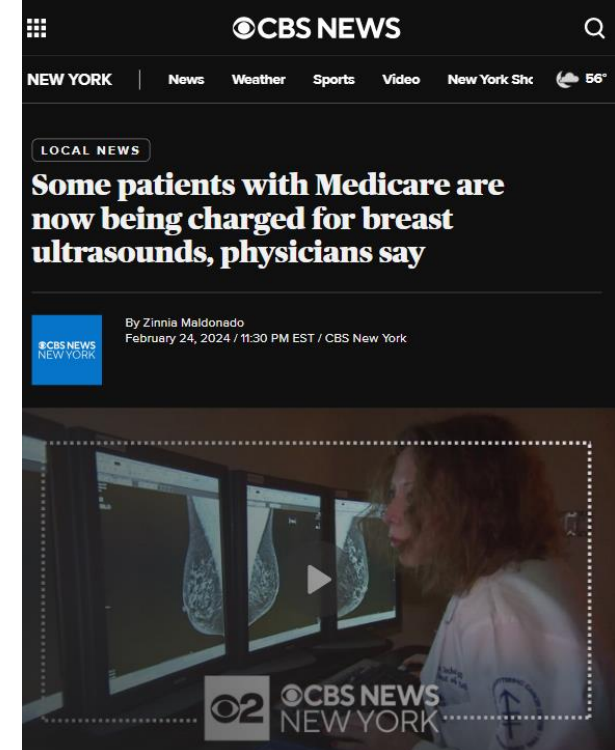 CBS NEWS
NEW YORK
News Weather Sports Video New York Sho 56°
LOCAL NEWS
Some patients with Medicare are
now being charged for breast
ultrasounds, physicians say
CBS NEWS
NEW YORK
By Zinnia Maldonado
February 24, 2024 / 11:30 PM EST / CBS New York
2 CBS NEWS
NEW YORK